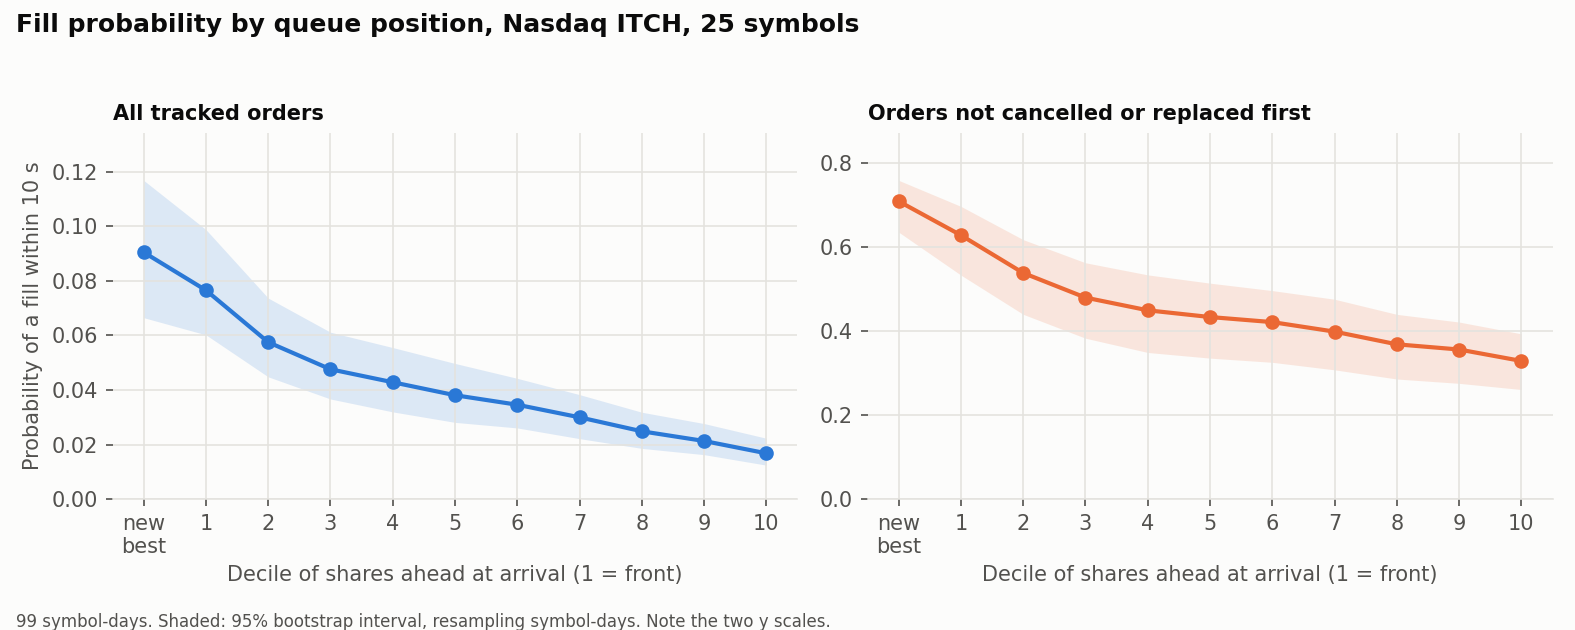 Fill probability by queue position, Nasdaq ITCH, 25 symbols
All tracked orders
Probability of a fill within 10 s
0.12
0.10
0.08
0.06
0.04
0.02
0.00
new best 1 2 3 4 5 6 7 8 9 10
Decile of shares ahead at arrival (1 = front)
Orders not cancelled or replaced first
0.8
0.6
0.4
0.2
0.0
new best 1 2 3 4 5 6 7 8 9 10
Decile of shares ahead at arrival (1 = front)
99 symbol-days. Shaded: 95% bootstrap interval, resampling symbol-days. Note the two y scales.